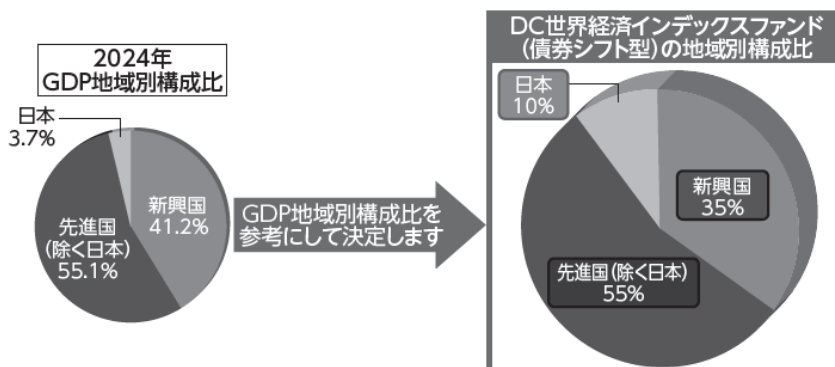 2024年
GDP地域別構成比
日本
3.7%
新興国
41.2%
先進国
(除く日本)
55.1%
GDP地域別構成比を
参考にして決定します
DC世界経済インデックスファンド
(債券シフト型)の地域別構成比
日本
10%
新興国
35%
先進国(除く日本)
55%